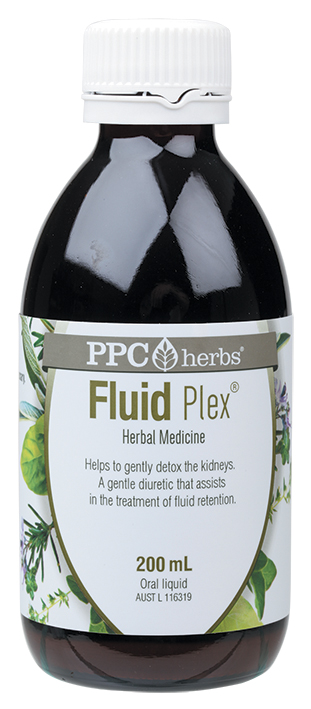 PPC herbs®
Fluid Plex®
Herbal Medicine
Helps to gently detox the kidneys.
A gentle diuretic that assists
in the treatment of fluid retention.
200 mL
Oral liquid
AUST L 116319